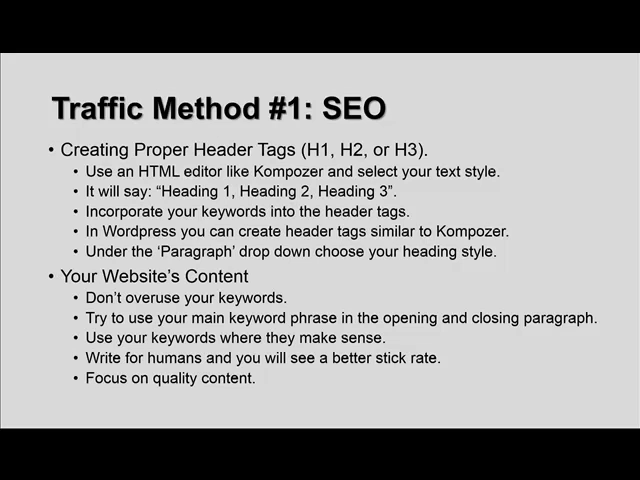 Traffic Method #1: SEO
• Creating Proper Header Tags (H1, H2, or H3).
• Use an HTML editor like Kompozer and select your text style.
• It will say: “Heading 1, Heading 2, Heading 3”.
• Incorporate your keywords into the header tags.
• In Wordpress you can create header tags similar to Kompozer.
• Under the ‘Paragraph’ drop down choose your heading style.
• Your Website’s Content
• Don’t overuse your keywords.
• Try to use your main keyword phrase in the opening and closing paragraph.
• Use your keywords where they make sense.
• Write for humans and you will see a better stick rate.
• Focus on quality content.